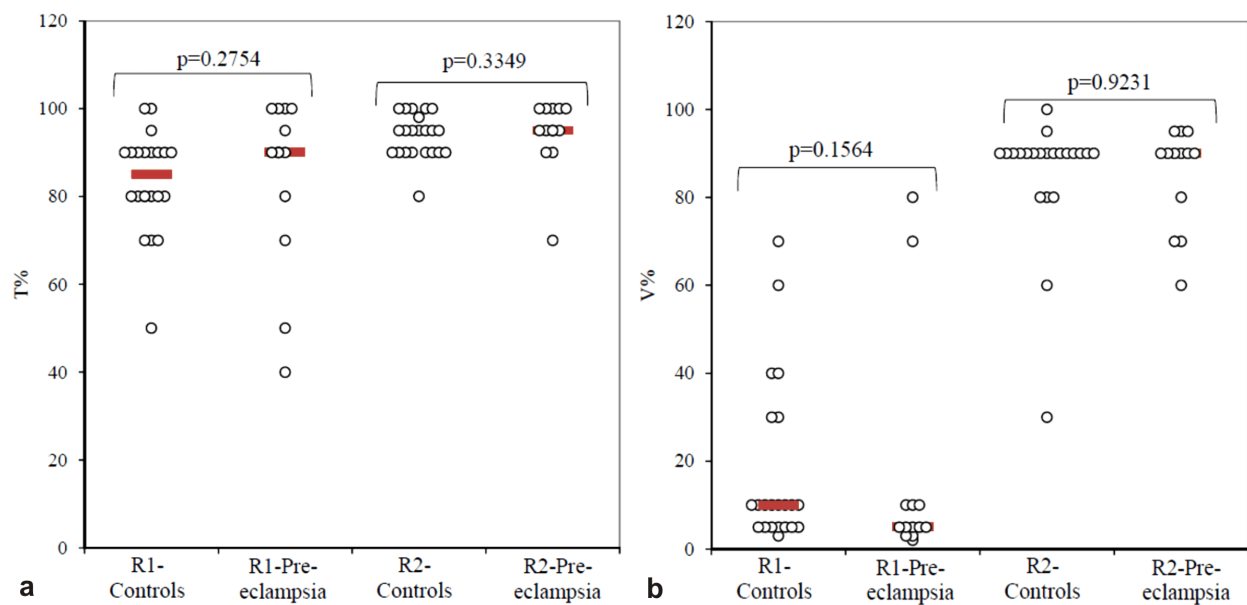 120
100
80
60
40
20
0
T%
p=0.2754
p=0.3349
R1-
Controls
R1-Pre-
eclampsia
R2-
Controls
R2-Pre-
eclampsia
a
120
100
80
60
40
20
0
V%
p=0.1564
p=0.9231
R1-
Controls
R1-Pre-
eclampsia
R2-
Controls
R2-Pre-
eclampsia
b